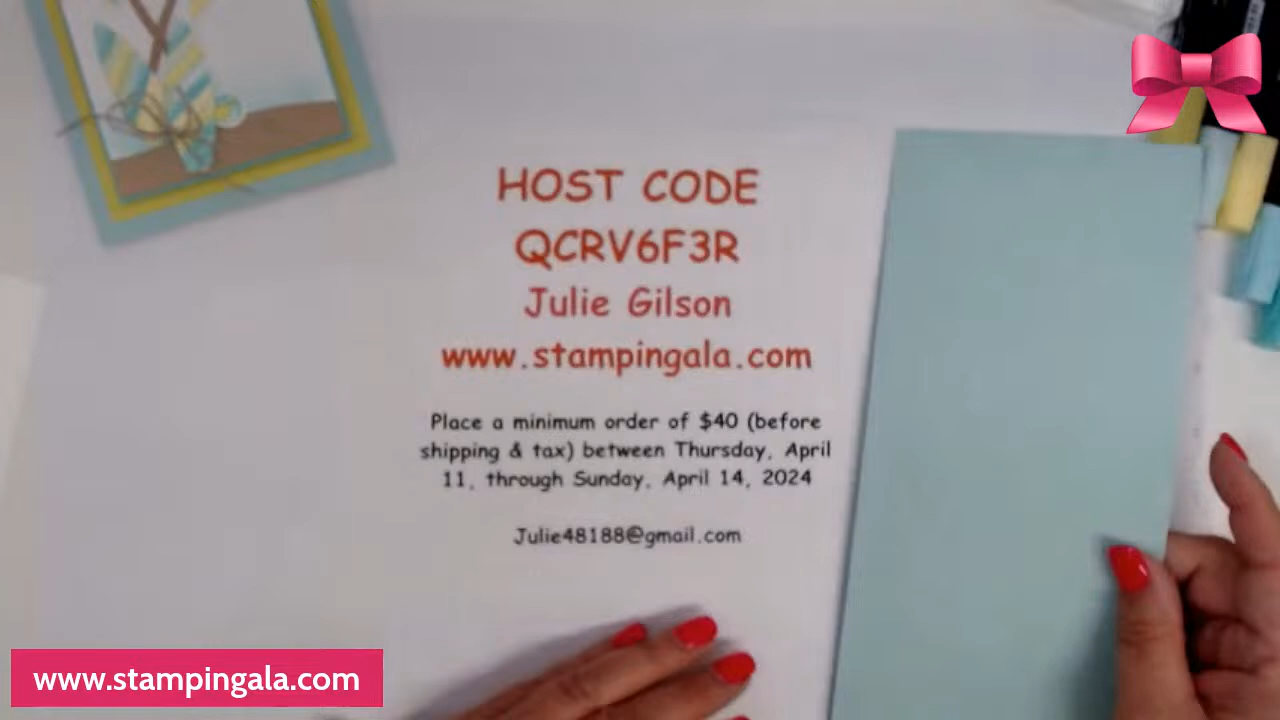 HOST CODE
QCRV6F3R
Julie Gilson
www.stampingala.com
Place a minimum order of $40 (before
shipping & tax) between Thursday, April
11, through Sunday, April 14, 2024
Julie48188@gmail.com
www.stampingala.com